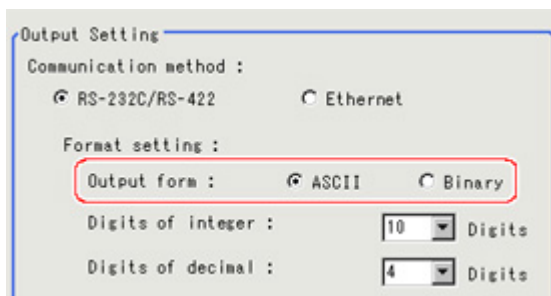 Output Setting
Communication method :
RS-232C/RS-422 Ethernet
Format setting :
Output form : ASCII Binary
Digits of integer : 10 Digits
Digits of decimal : 4 Digits